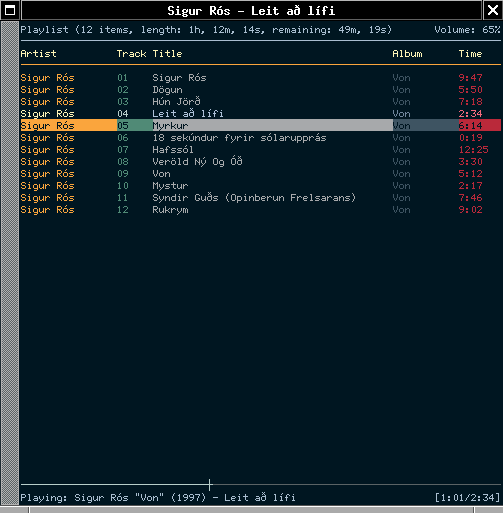 Sigur Rós - Leit að lífi
Playlist (12 items, length: 1h, 12m, 14s, remaining: 49m, 19s) Volume: 65%
Artist Track Title Album Time
Sigur Rós 01 Sigur Rós Von 9:47
Sigur Rós 02 Dögun Von 5:50
Sigur Rós 03 Hún Jörð Von 7:18
Sigur Rós 04 Leit að lífi Von 2:34
Sigur Rós 05 Myrkur Von 6:14
Sigur Rós 06 18 sekúndur fyrir sólarupprás Von 0:19
Sigur Rós 07 Hafssól Von 12:25
Sigur Rós 08 Veröld Ný Og Óð Von 3:30
Sigur Rós 09 Von Von 5:12
Sigur Rós 10 Mystur Von 2:17
Sigur Rós 11 Syndir Guðs (Opinberun Frelsarans) Von 7:46
Sigur Rós 12 Rukrym Von 9:02
Playing: Sigur Rós "Von" (1997) - Leit að lífi [1:01/2:34]